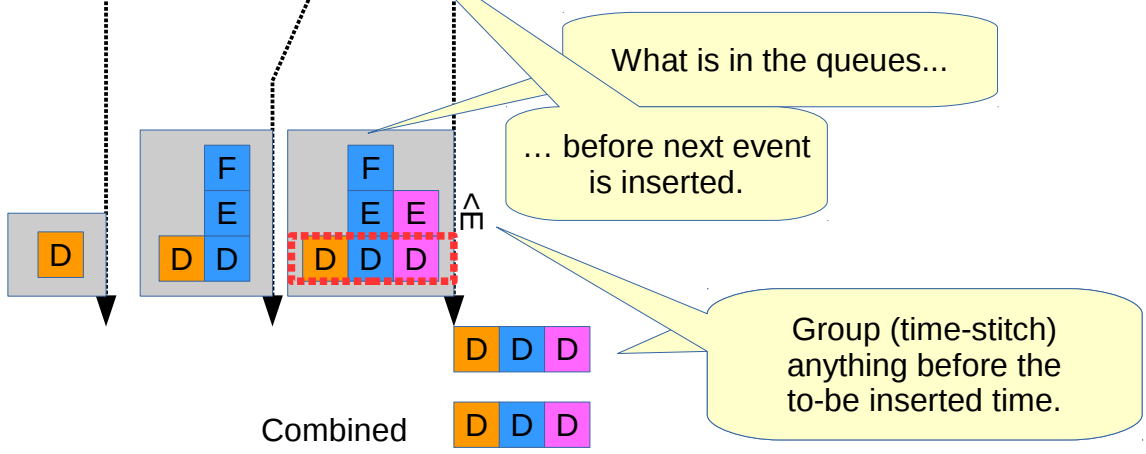 What is in the queues...
... before next event
is inserted.
F
F
E
E
E
<E
D
D
D
D
D
D
Group (time-stitch)
anything before the
to-be inserted time.
D
D
D
Combined
D
D
D